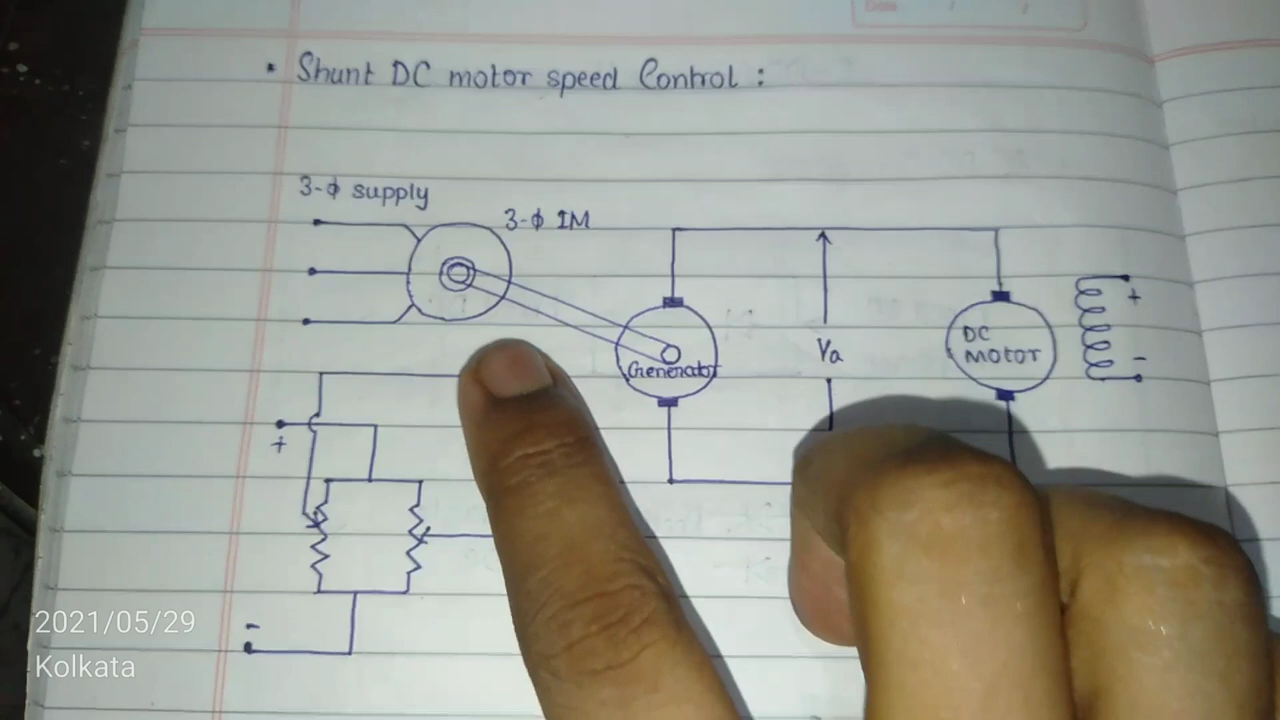 • Shunt DC motor speed Control :
3-ϕ supply
3-ϕ IM
Generator
Va
DC
MOTOR
+
-
+
-
2021/05/29
Kolkata